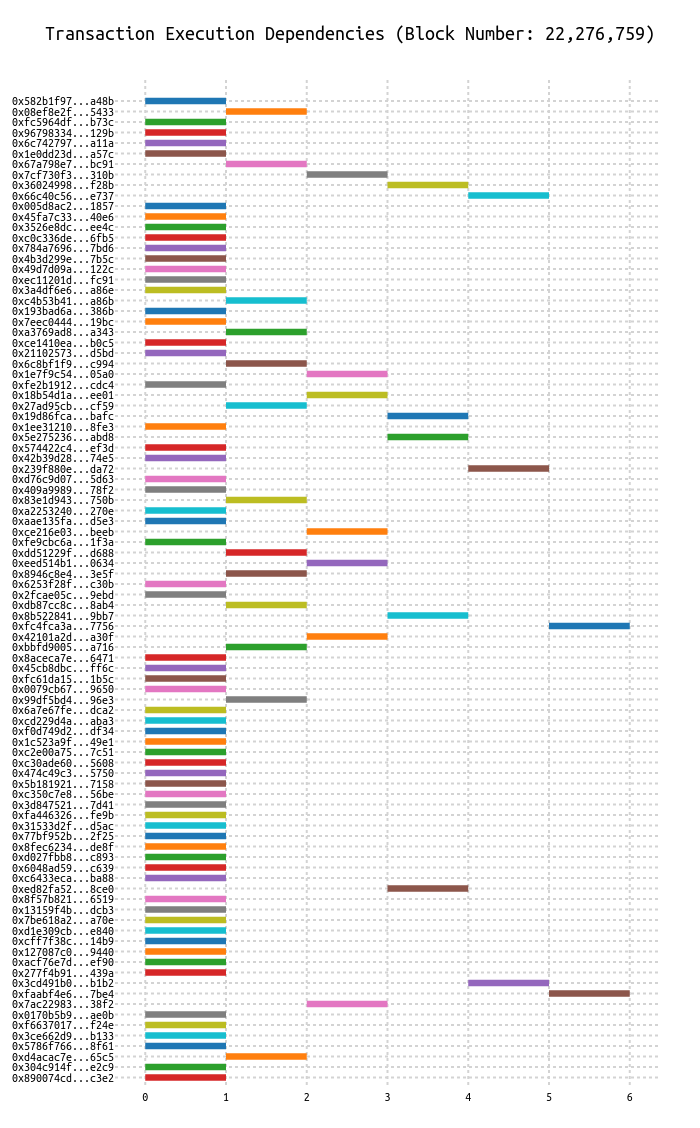 Transaction Execution Dependencies (Block Number: 22,276,759)
0x582b1f97...a48b
0x08ef8e2f...5433
0xfc5964df...b73c
0x96798334...129b
0x6c742797...a11a
0x1e0dd23d...a57c
0x67a798e7...bc91
0x7cf730f3...310b
0x36024998...f28b
0x66c40c56...e737
0x005d8ac2...1857
0x45fa7c33...40e6
0x3526e8dc...ee4c
0xc0c336de...6fb5
0x784a7696...7bd6
0x4b3d299e...7b5c
0x49d7d09a...122c
0xec11201d...fc91
0x3a4df6e6...a86e
0xc4b53b41...a86b
0x193bad6a...386b
0x7eec0444...19bc
0xa3769ad8...a343
0xce1410ea...b0c5
0x21102573...d5bd
0x6c8bf1f9...c994
0x1e7f9c54...05a0
0xfe2b1912...cdc4
0x18b54d1a...ee01
0x27ad95cb...cf59
0x19d86fca...bafc
0x1ee31210...8fe3
0x5e275236...abd8
0x574422c4...ef3d
0x42b39d28...74e5
0x239f880e...da72
0xd76c9d07...5d63
0x409a9989...78f2
0x83e1d943...750b
0xa2253240...270e
0xaae135fa...d5e3
0xce216e03...beeb
0xfe9cbc6a...1f3a
0xdd51229f...d688
0xeed514b1...0634
0x8946c8e4...3e5f
0x6253f28f...c30b
0x2fcae05c...9ebd
0xdb87cc8c...8ab4
0x8b522841...9bb7
0xfc4fca3a...7756
0x42101a2d...a30f
0xbbfd9005...a716
0x8aceca7e...6471
0x45cb8dbc...ff6c
0xfc61da15...1b5c
0x0079cb67...9650
0x99df5bd4...96e3
0x6a7e67fe...dca2
0xcd229d4a...aba3
0xf0d749d2...df34
0x1c523a9f...49e1
0xc2e00a75...7c51
0xc30ade60...5608
0x474c49c3...5750
0x5b181921...7158
0xc350c7e8...56be
0x3d847521...7d41
0xfa446326...fe9b
0x31533d2f...d5ac
0x77bf952b...2f25
0x8fec6234...de8f
0xd027fbb8...c893
0x6048ad59...c639
0xc6433eca...ba88
0xed82fa52...8ce0
0x8f57b821...6519
0x13159f4b...dcb3
0x7be618a2...a70e
0xd1e309cb...e840
0xcff7f38c...14b9
0x127087c0...9440
0xacf76e7d...ef90
0x277f4b91...439a
0x3cd491b0...b1b2
0xfaabf4e6...7be4
0x7ac22983...38f2
0x0170b5b9...ae0b
0xf6637017...f24e
0x3ce662d9...b133
0x5786f766...8f61
0xd4acac7e...65c5
0x304c914f...e2c9
0x890074cd...c3e2
0 1 2 3 4 5 6